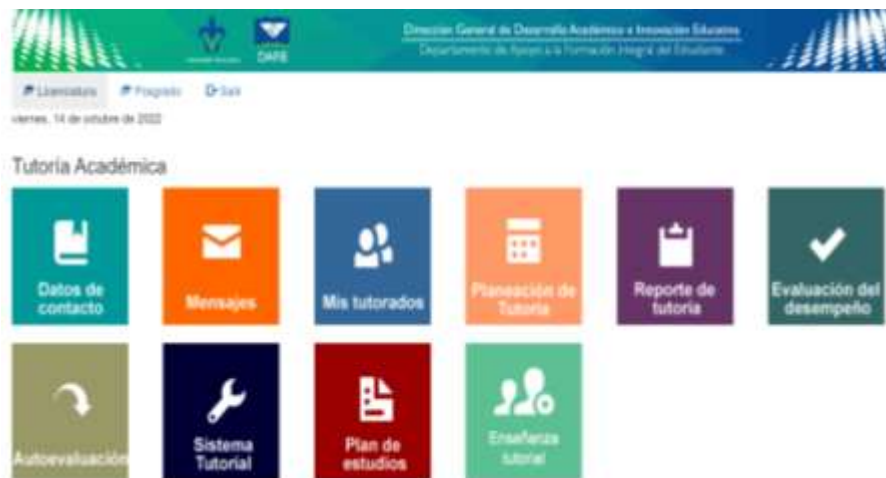 DAFIE
Dirección General de Desarrollo Académico e Innovación Educativa
Departamento de Apoyo a la Formación Integral del Estudiante
Licenciatura Posgrado Salir
viernes, 14 de octubre de 2022
Tutoría Académica
Datos de
contacto
Mensajes
Mis tutorados
Planeación de
Tutoría
Reporte de
tutoría
Evaluación del
desempeño
Autoevaluación
Sistema
Tutorial
Plan de
estudios
Enseñanza
tutorial